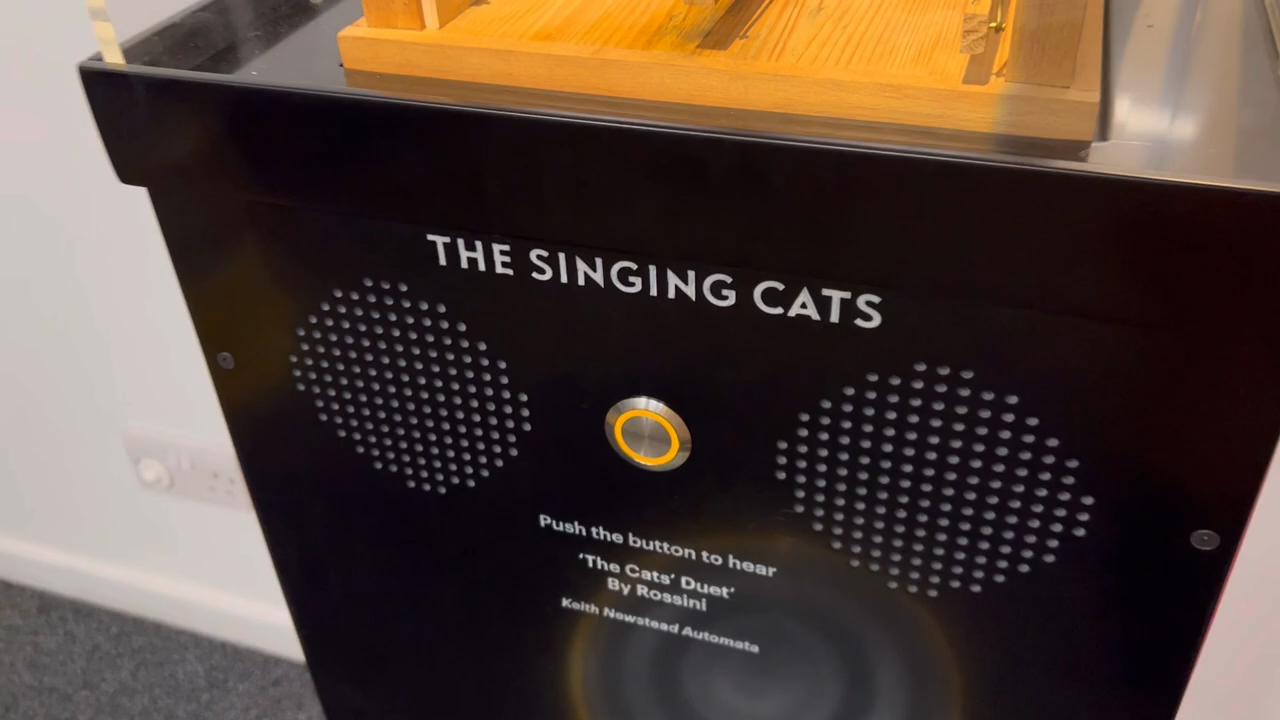 THE SINGING CATS
Push the button to hear
‘The Cats’ Duet’
By Rossini
Keith Newstead Automata